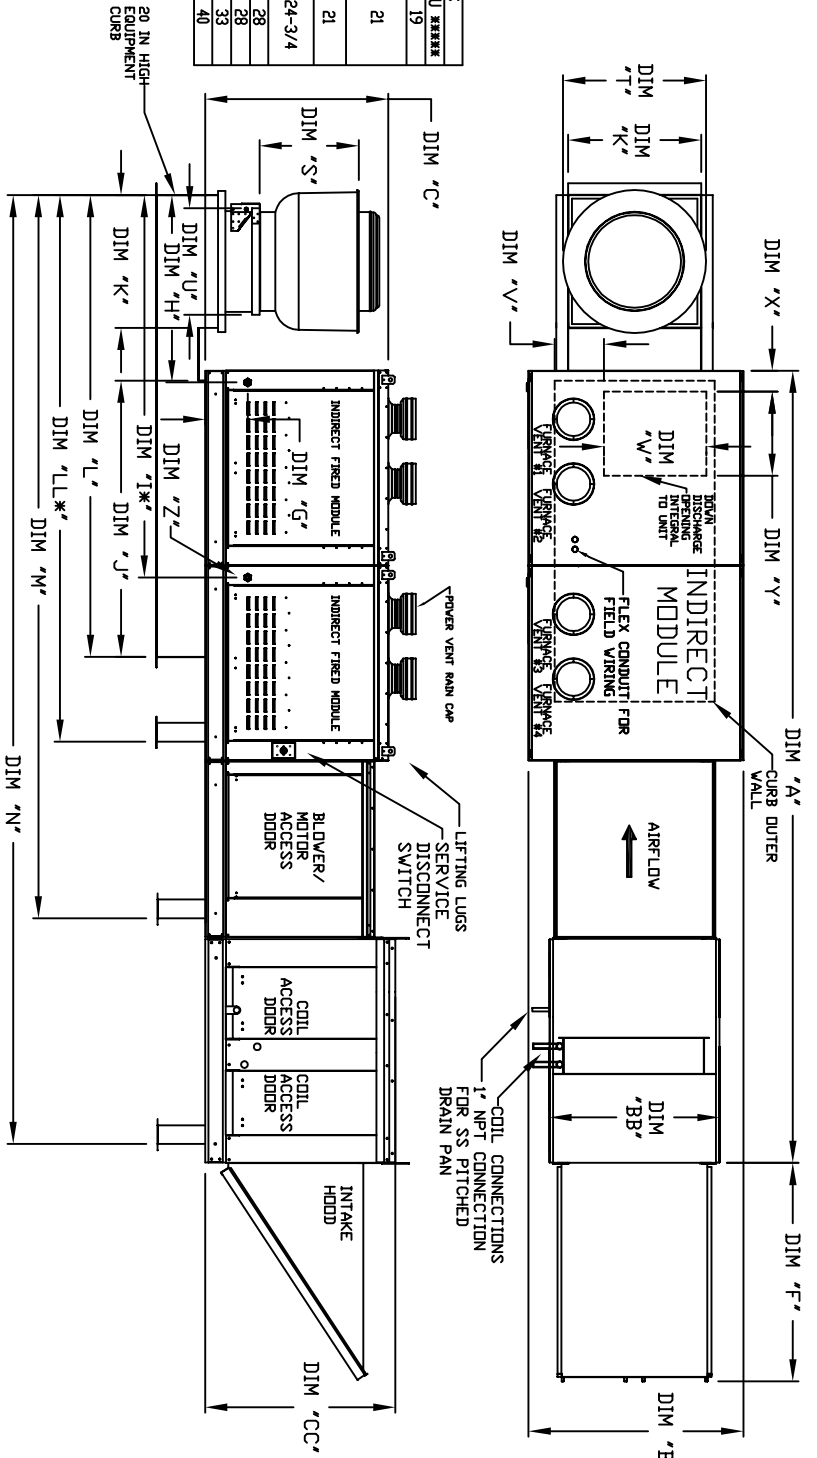 U *****
19
21
21
24-3/4
28
28
33
40
20 IN HIGH
EQUIPMENT
CURB
DIM "T"
DIM "K"
DIM "X"
DIM "V"
DIM "W"
DOWN
DISCHARGE
OPENING
INTEGRAL
TO UNIT
DIM "Y"
FURNACE
VENT #1
FURNACE
VENT #2
FURNACE
VENT #3
FURNACE
VENT #4
FLEX CONDUIT FOR
FIELD WIRING
INDIRECT
MODULE
DIM "A"
CURB OUTER
WALL
AIRFLOW
DIM
"BB"
DIM "F"
COIL CONNECTIONS
1" NPT CONNECTION
FOR SS PITCHED
DRAIN PAN
DIM "C"
DIM "S"
DIM "U"
DIM "H"
DIM "K"
DIM "G"
DIM "Z"
DIM "I*"
DIM "J"
DIM "L"
DIM "LL*"
DIM "M"
DIM "N"
INDIRECT FIRED MODULE
INDIRECT FIRED MODULE
POWER VENT RAIN CAP
LIFTING LUGS
SERVICE
DISCONNECT
SWITCH
BLOWER/
MOTOR
ACCESS
DOOR
COIL
ACCESS
DOOR
COIL
ACCESS
DOOR
INTAKE
HOOD
DIM "CC"
DIM